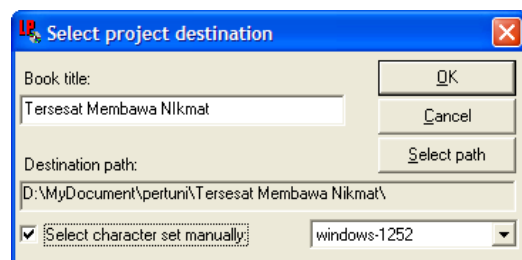 Select project destination
Book title:
OK
Tersesat Membawa NIkmat
Cancel
Select path
Destination path:
D:\MyDocument\pertuni\Tersesat Membawa Nikmat\
Select character set manually:
windows-1252